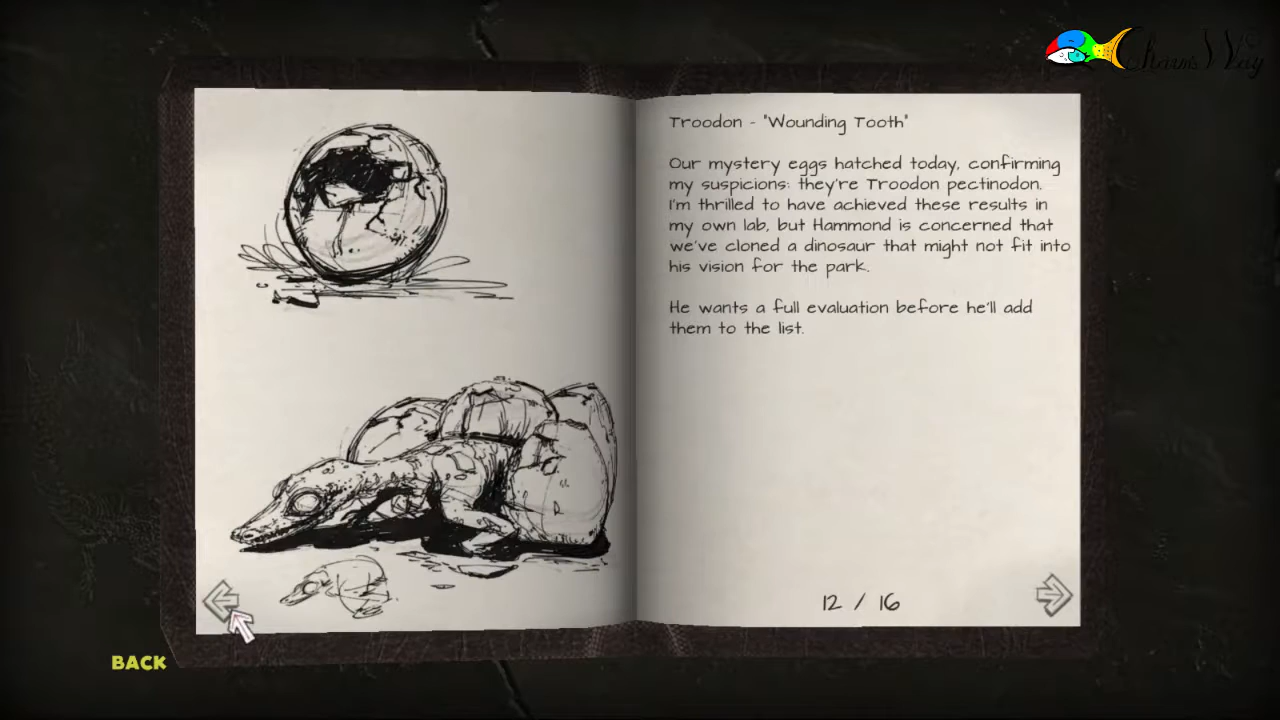 Chaim's Way
Troodon - "Wounding Tooth"
Our mystery eggs hatched today, confirming
my suspicions: they're Troodon pectinodon.
I'm thrilled to have achieved these results in
my own lab, but Hammond is concerned that
we've cloned a dinosaur that might not fit into
his vision for the park.
He wants a full evaluation before he'll add
them to the list.
12 / 16
BACK